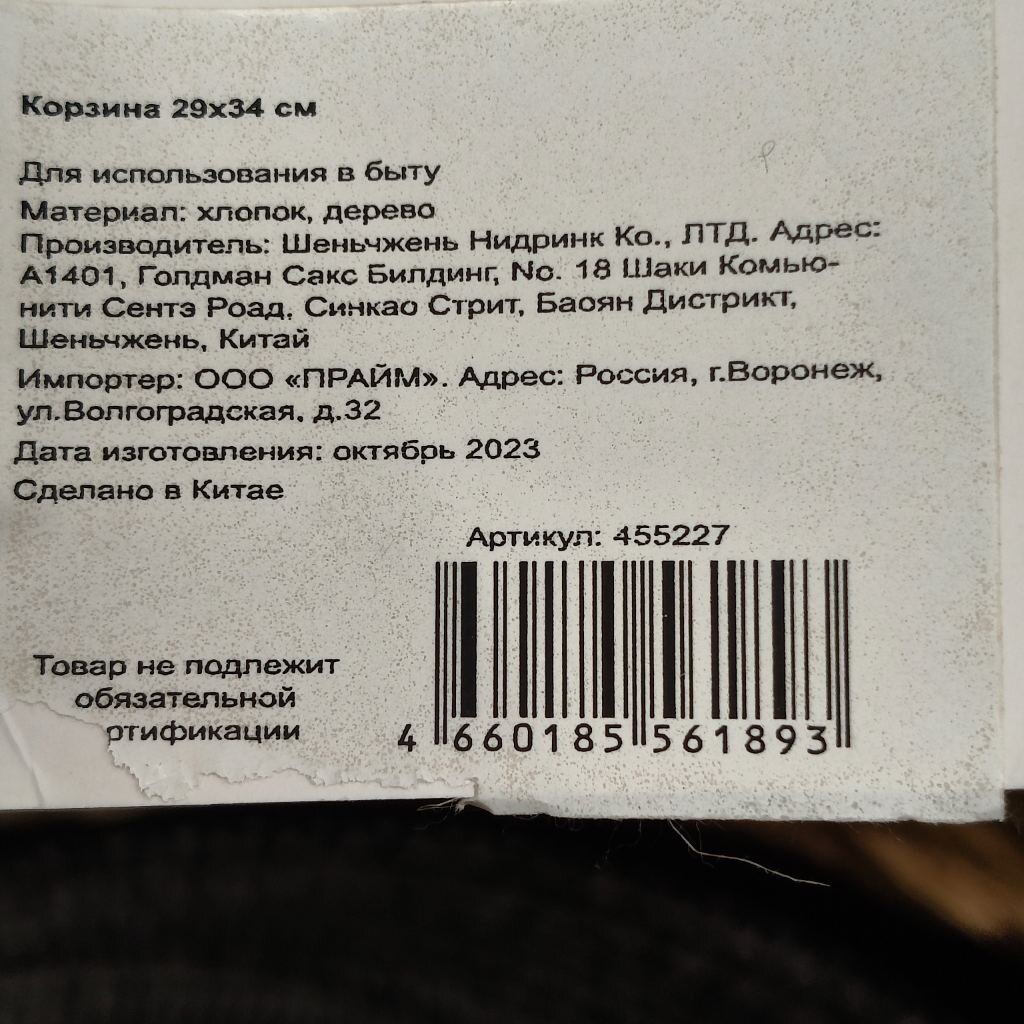 Корзина 29х34 см
Для использования в быту
Материал: хлопок, дерево
Производитель: Шеньчжень Нидринк Ко., ЛТД. Адрес:
А1401, Голдман Сакс Билдинг, No. 18 Шаки Комью-
нити Сентэ Роад, Синкао Стрит, Баоян Дистрикт,
Шеньчжень, Китай
Импортер: ООО «ПРАЙМ». Адрес: Россия, г.Воронеж,
ул.Волгоградская, д.32
Дата изготовления: октябрь 2023
Сделано в Китае
Артикул: 455227
Товар не подлежит
обязательной
ртификации
4 660185 561893